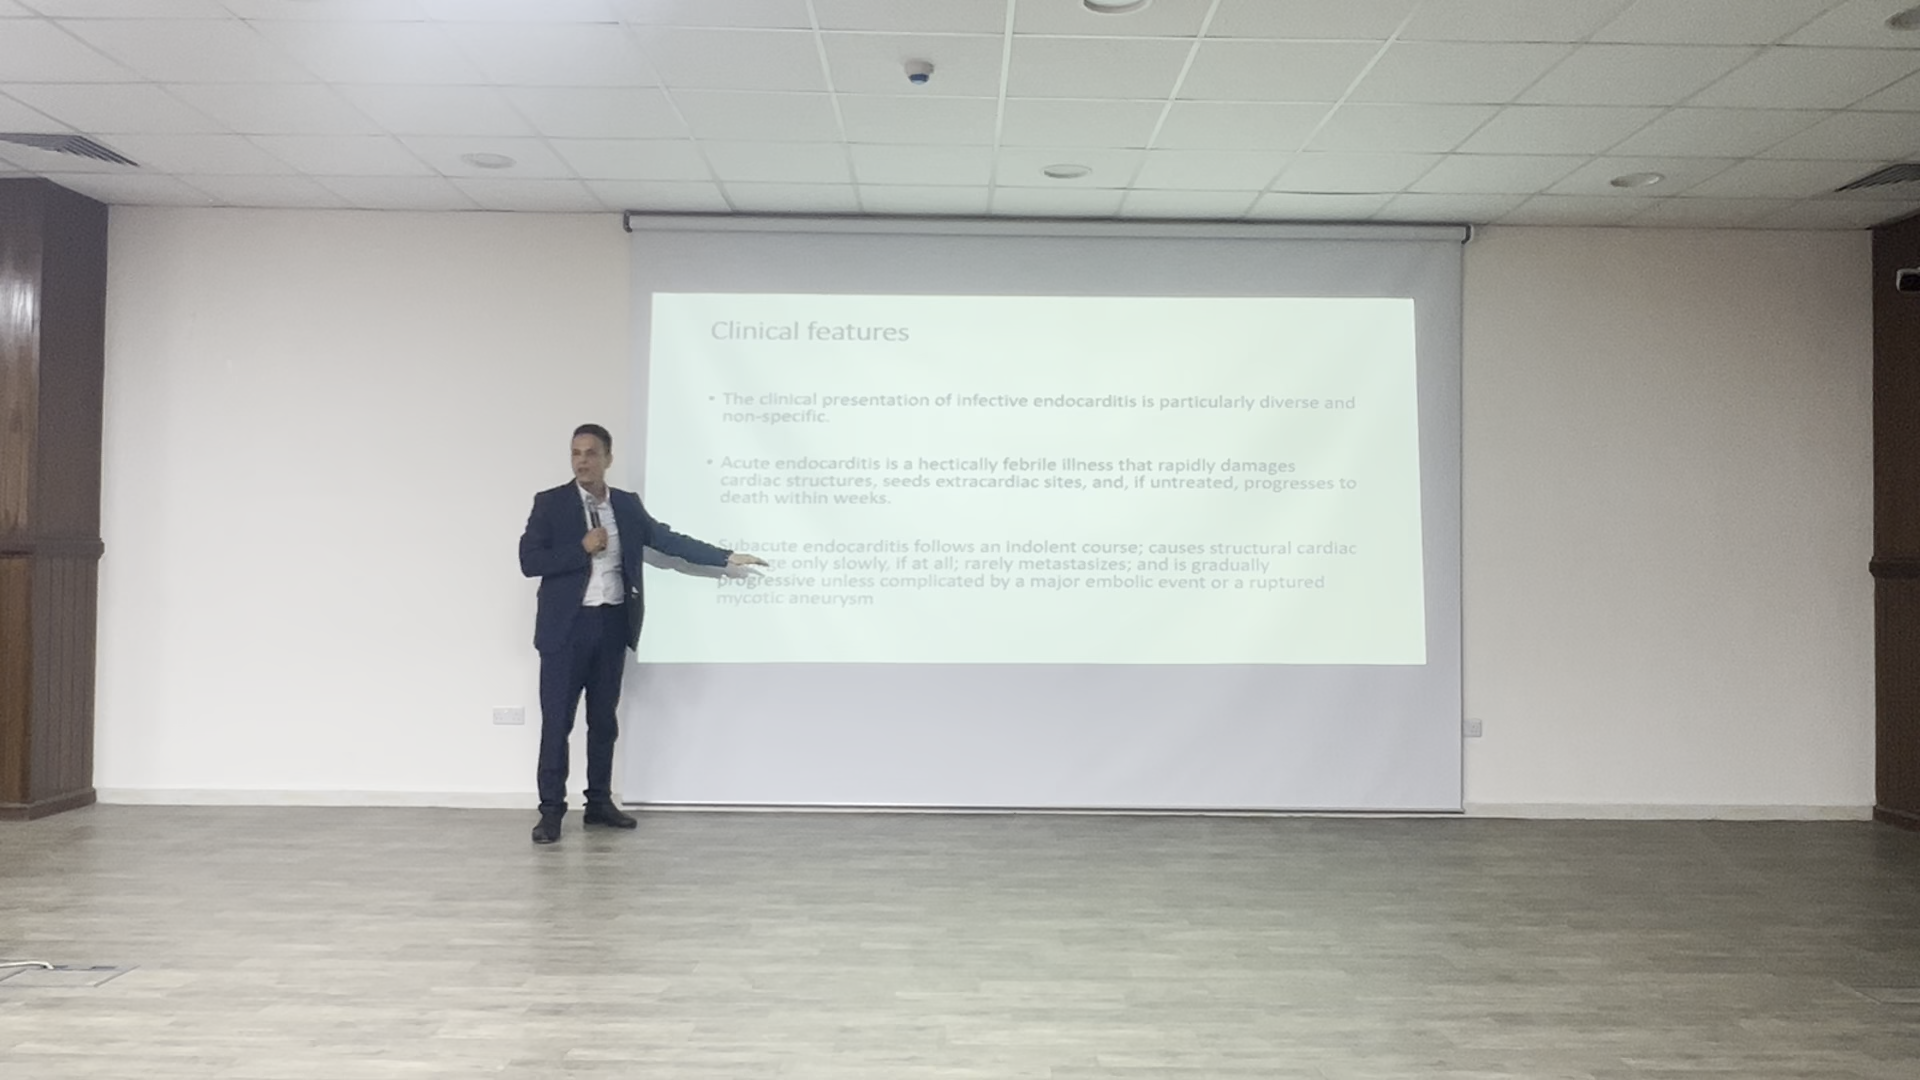 Clinical features
• The clinical presentation of infective endocarditis is particularly diverse and
non-specific.
• Acute endocarditis is a hectically febrile illness that rapidly damages
cardiac structures, seeds extracardiac sites, and, if untreated, progresses to
death within weeks.
Subacute endocarditis follows an indolent course; causes structural cardiac
only slowly, if at all; rarely metastasizes; and is gradually
progressive unless complicated by a major embolic event or a ruptured
mycotic aneurysm